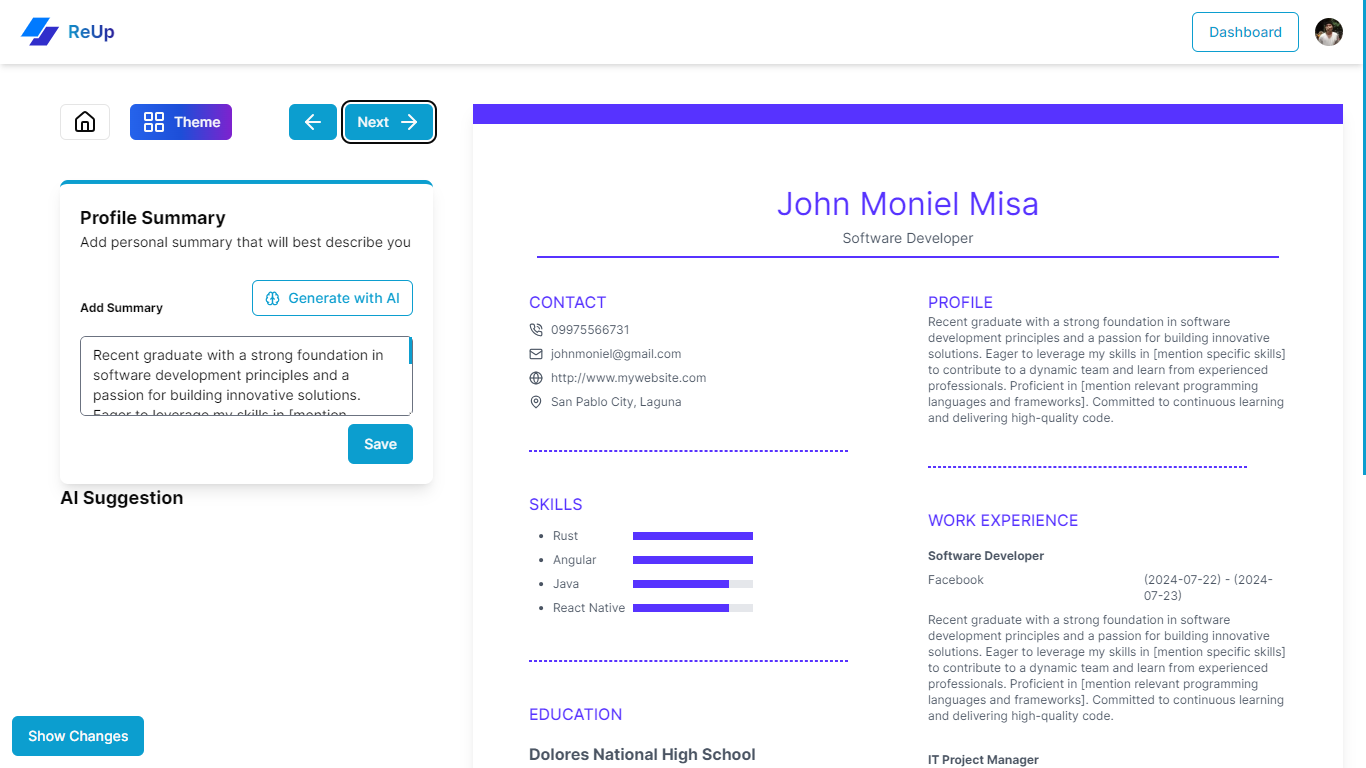 ReUp
Dashboard
Theme
Next
Profile Summary
Add personal summary that will best describe you
Add Summary
Generate with AI
Recent graduate with a strong foundation in
software development principles and a
passion for building innovative solutions.
Eager to leverage my skills in [mention
Save
AI Suggestion
Show Changes
John Moniel Misa
Software Developer
CONTACT
09975566731
johnmoniel@gmail.com
http://www.mywebsite.com
San Pablo City, Laguna
SKILLS
Rust
Angular
Java
React Native
EDUCATION
Dolores National High School
PROFILE
Recent graduate with a strong foundation in software
development principles and a passion for building innovative
solutions. Eager to leverage my skills in [mention specific skills]
to contribute to a dynamic team and learn from experienced
professionals. Proficient in [mention relevant programming
languages and frameworks]. Committed to continuous learning
and delivering high-quality code.
WORK EXPERIENCE
Software Developer
Facebook (2024-07-22) - (2024-
07-23)
Recent graduate with a strong foundation in software
development principles and a passion for building innovative
solutions. Eager to leverage my skills in [mention specific skills]
to contribute to a dynamic team and learn from experienced
professionals. Proficient in [mention relevant programming
languages and frameworks]. Committed to continuous learning
and delivering high-quality code.
IT Project Manager